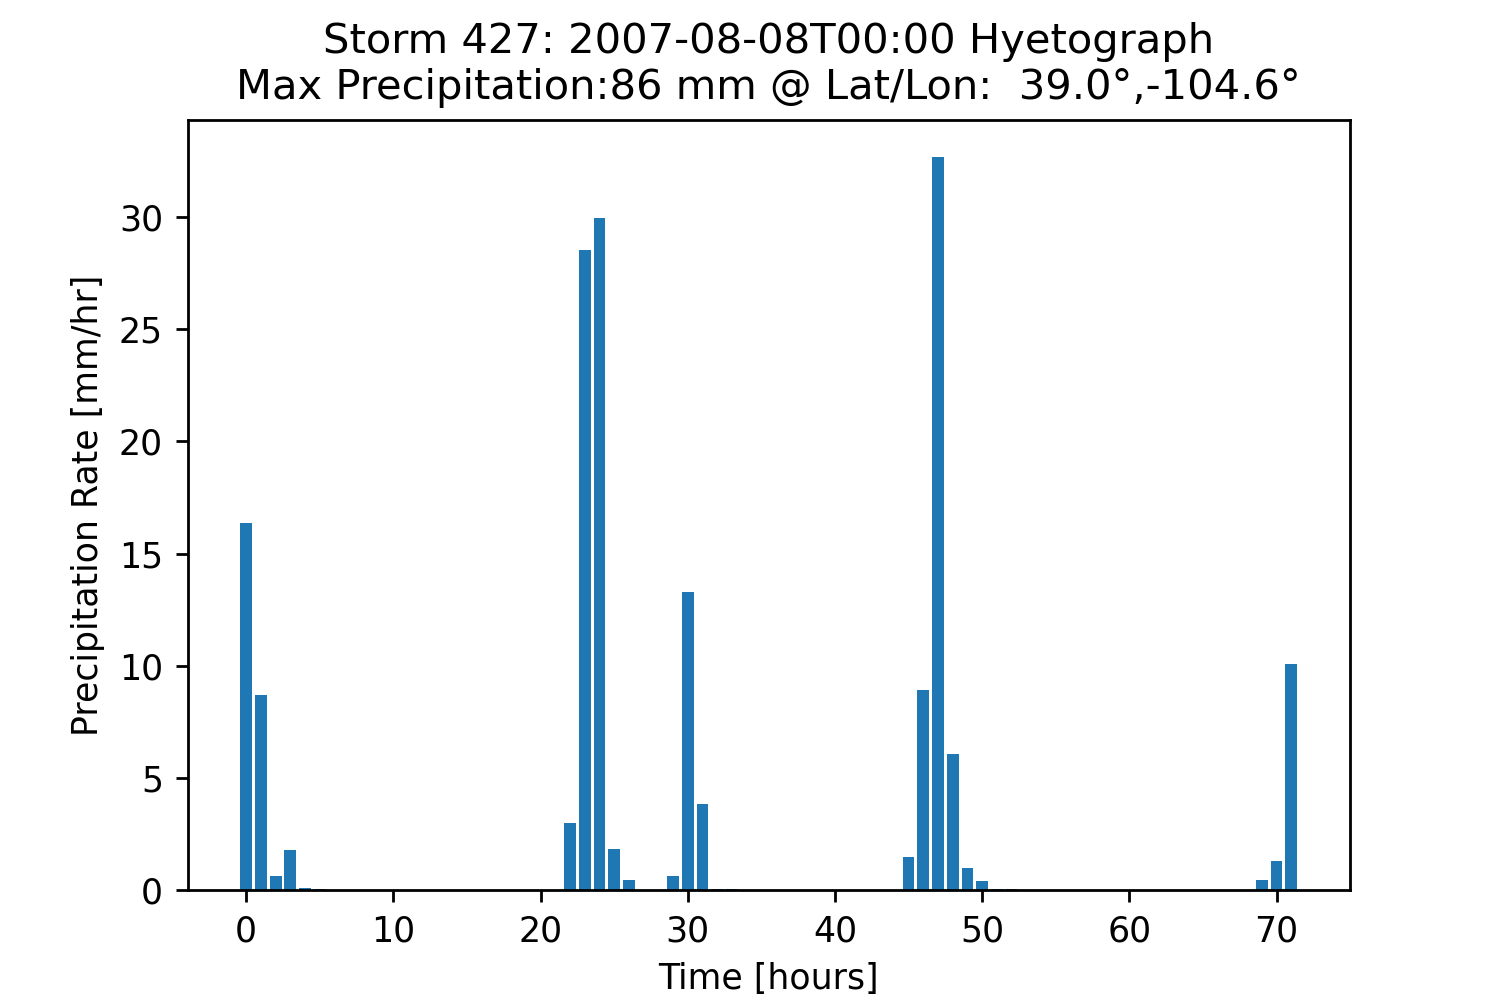 Storm 427: 2007-08-08T00:00 Hyetograph
Max Precipitation:86 mm @ Lat/Lon:  39.0°,-104.6°
Precipitation Rate [mm/hr]
30
25
20
15
10
5
0
0 10 20 30 40 50 60 70
Time [hours]